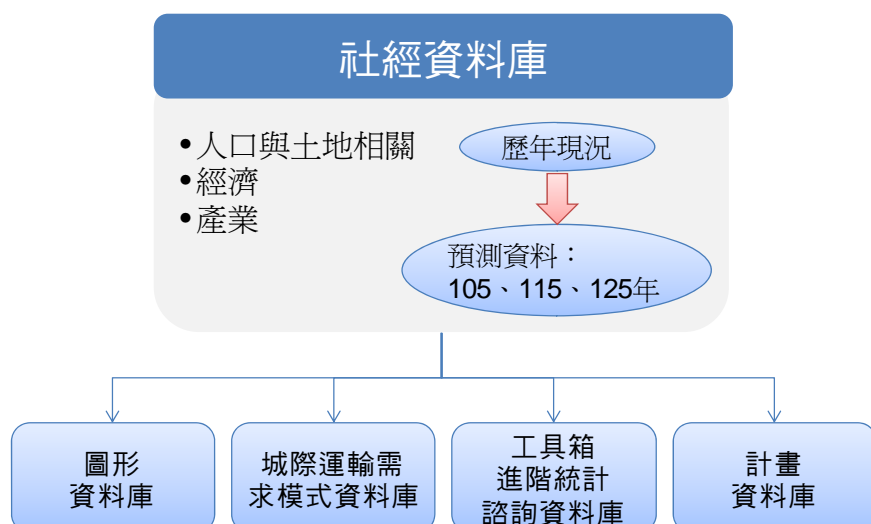 社經資料庫
•人口與土地相關
•經濟
•產業
歷年現況
預測資料：
105、115、125年
圖形
資料庫
城際運輸需
求模式資料庫
工具箱
進階統計
諮詢資料庫
計畫
資料庫